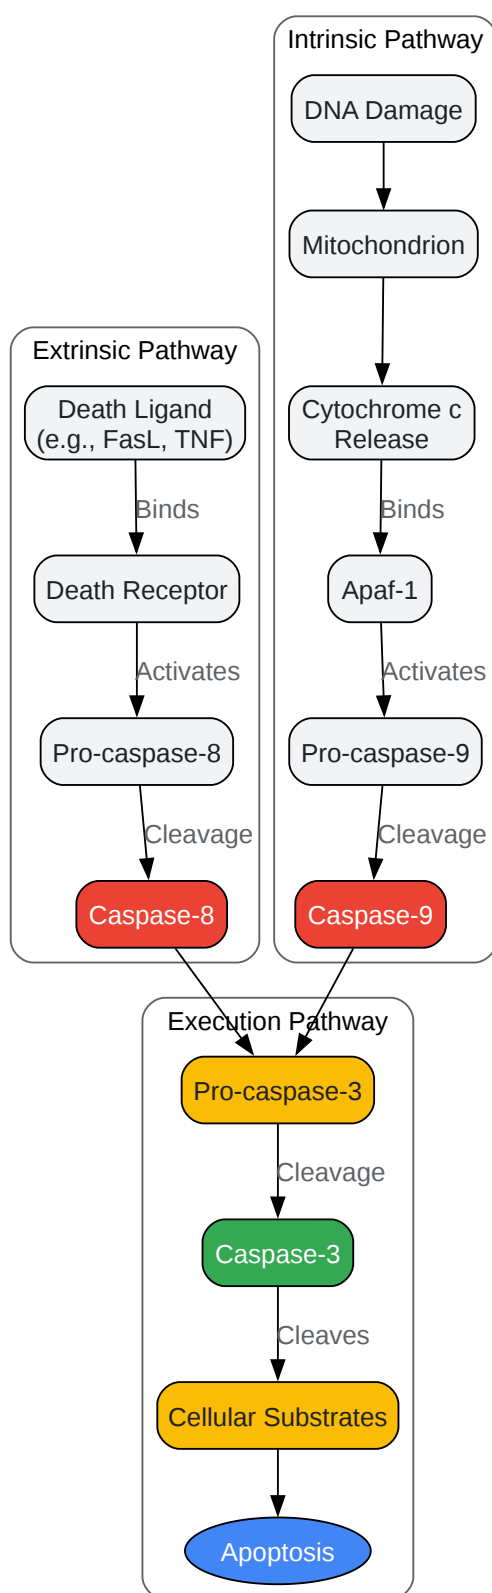 Intrinsic Pathway
DNA Damage
Mitochondrion
Cytochrome c
Release
Binds
Apaf-1
Activates
Pro-caspase-9
Cleavage
Caspase-9
Extrinsic Pathway
Death Ligand
(e.g., FasL, TNF)
Binds
Death Receptor
Activates
Pro-caspase-8
Cleavage
Caspase-8
Execution Pathway
Pro-caspase-3
Cleavage
Caspase-3
Cleaves
Cellular Substrates
Apoptosis